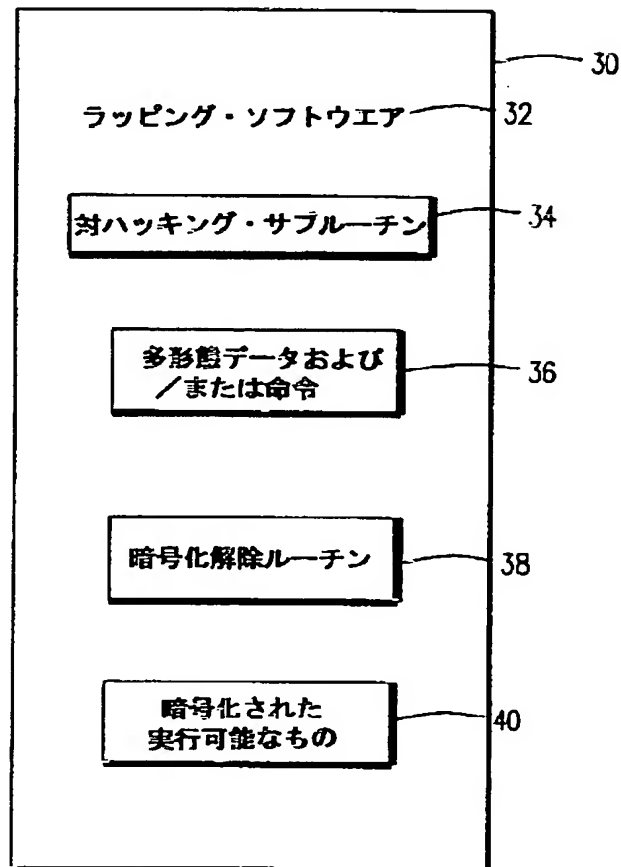 30
ラッピング・ソフトウエア 32
対ハッキング・サブルーチン 34
多形態データおよび
／または命令 36
暗号化解除ルーチン 38
暗号化された
実行可能なもの 40